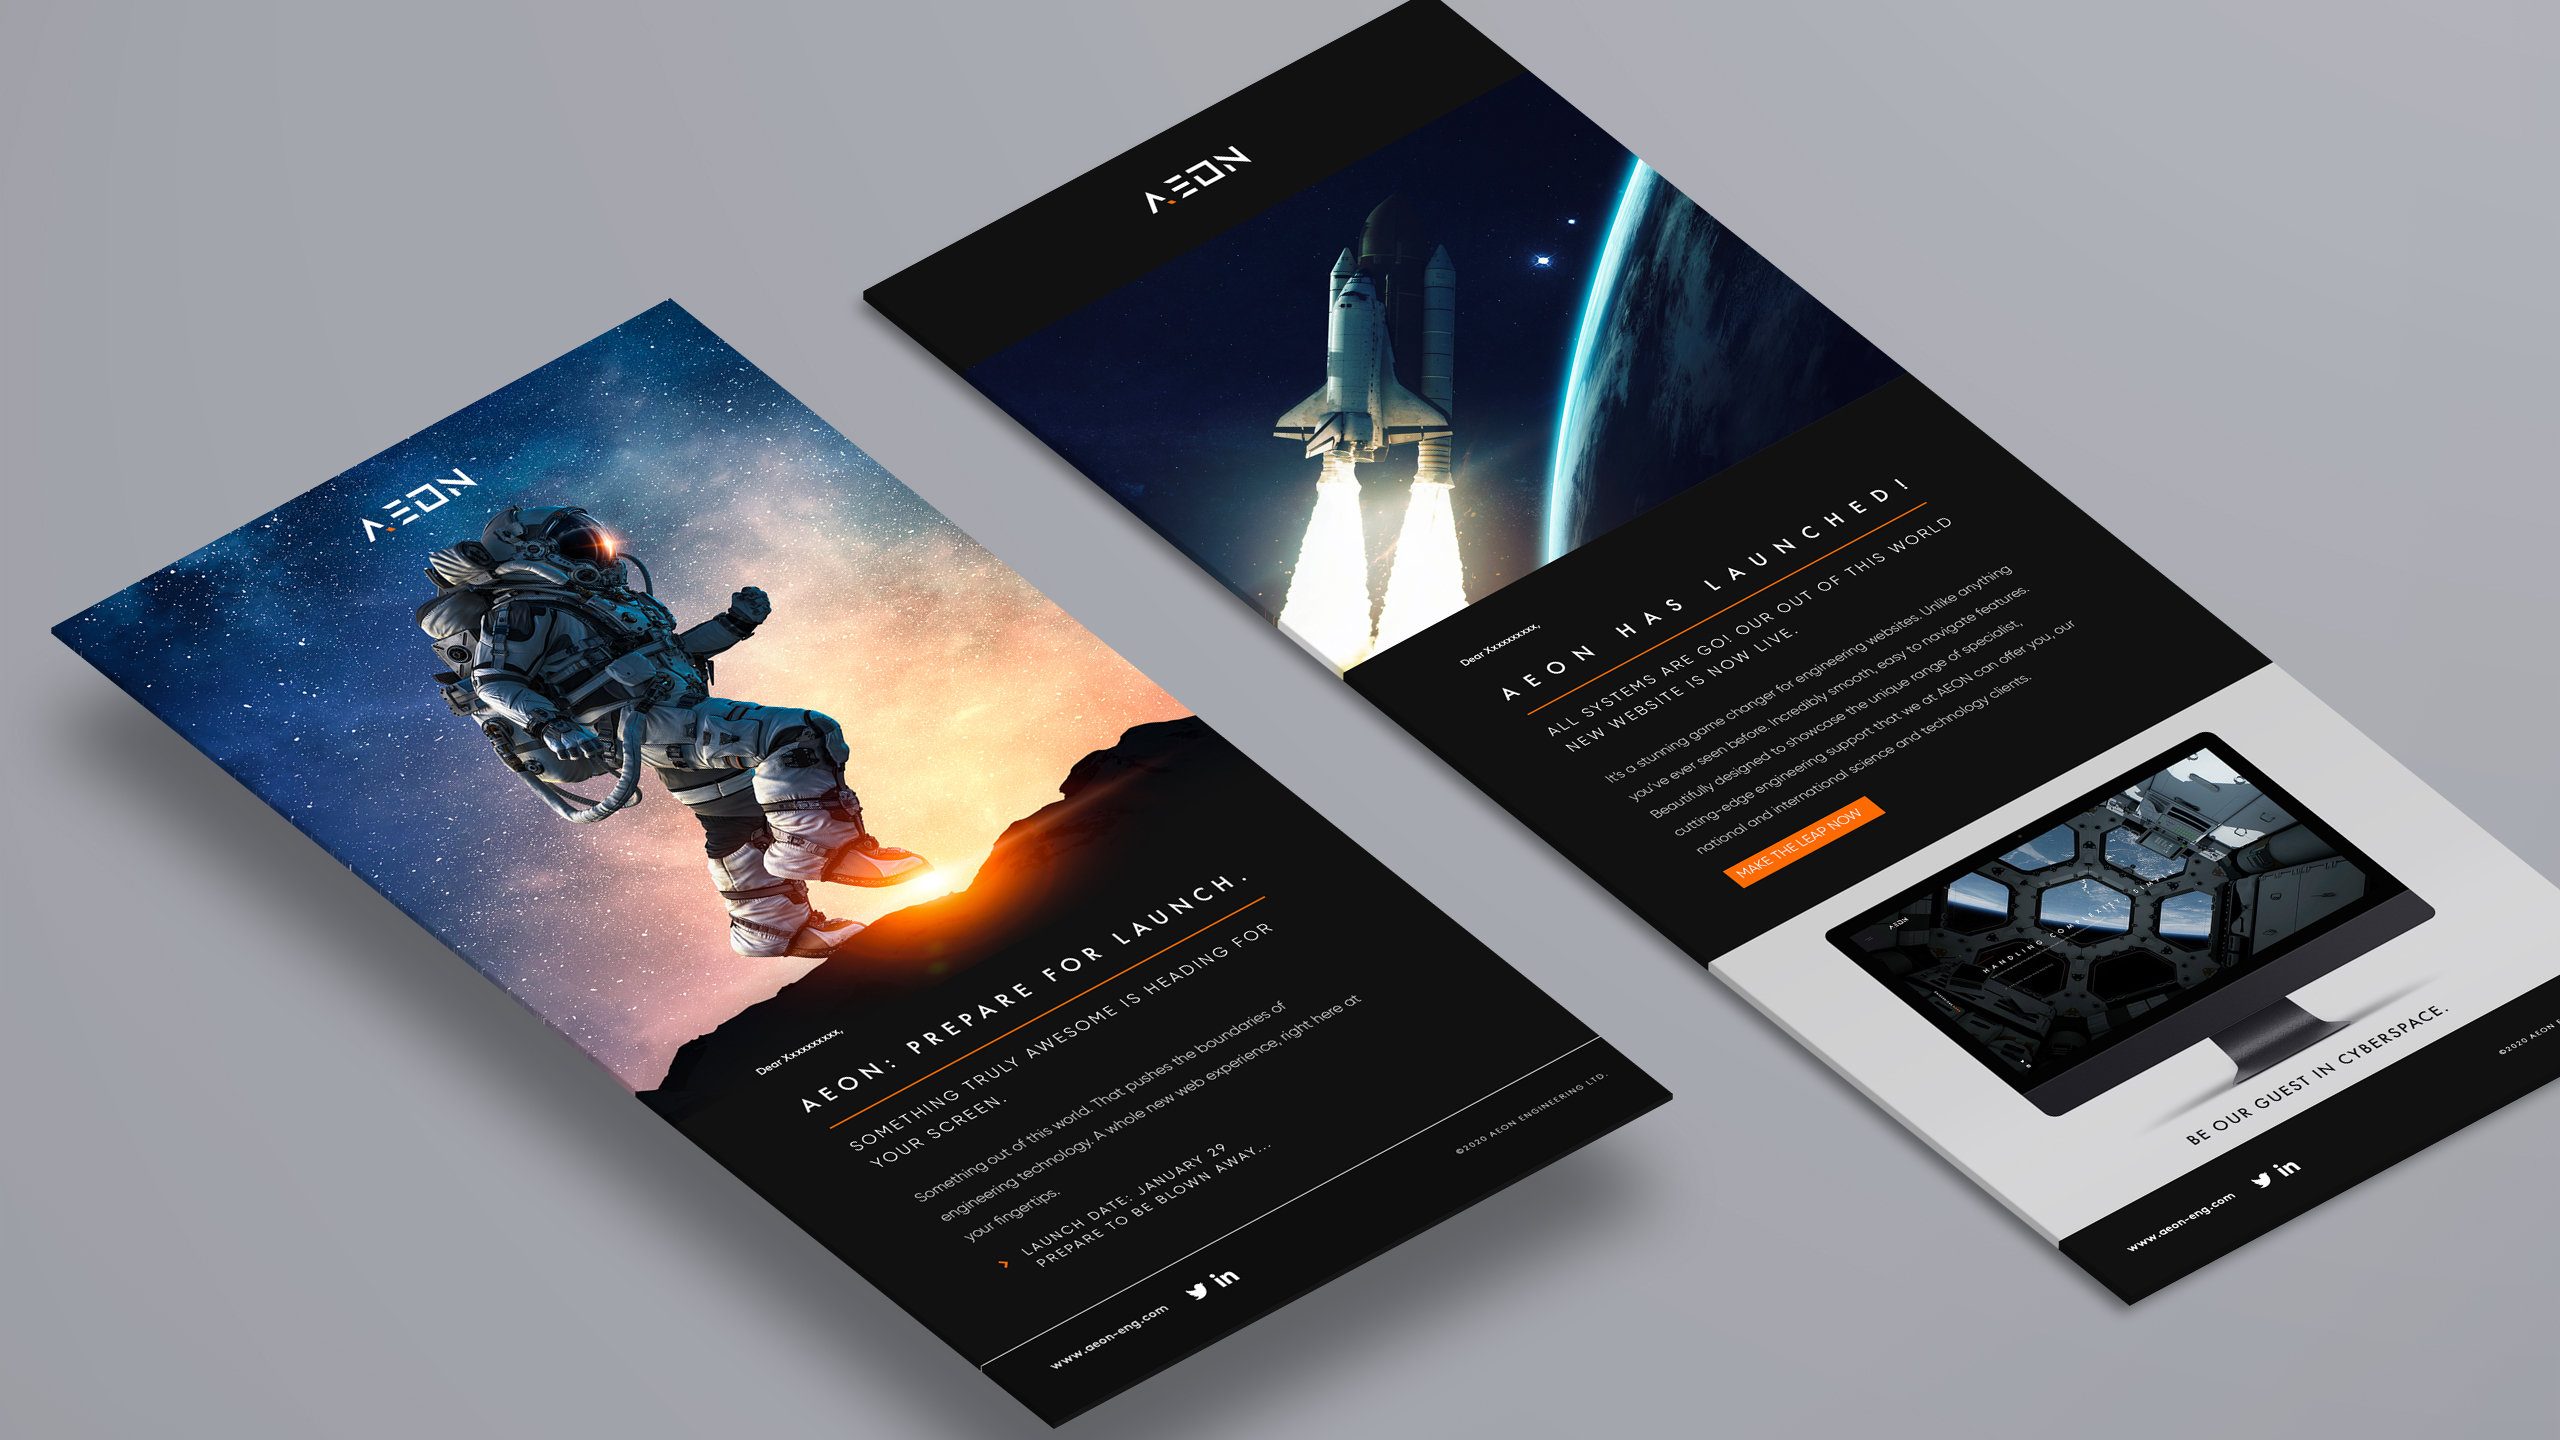 AEON
Dear Xxxxxxxxxx,
AEON: PREPARE FOR LAUNCH.
SOMETHING TRULY AWESOME IS HEADING FOR
YOUR SCREEN.
Something out of this world. That pushes the boundaries of
engineering technology. A whole new web experience, right here at
your fingertips.
LAUNCH DATE: JANUARY 29
PREPARE TO BE BLOWN AWAY...
www.aeon-eng.com
in
©2020 AEON ENGINEERING LTD.
AEON
Dear Xxxxxxxxxx,
AEON HAS LAUNCHED!
ALL SYSTEMS ARE GO! OUR OUT OF THIS WORLD
NEW WEBSITE IS NOW LIVE.
It's a stunning game changer for engineering websites. Unlike anything
you've ever seen before. Incredibly smooth, easy to navigate features.
Beautifully designed to showcase the unique range of specialist,
cutting-edge engineering support that we at AEON can offer you, our
national and international science and technology clients.
MAKE THE LEAP NOW
AEON
HANDLING COMPLEXITY.
BE OUR GUEST IN CYBERSPACE.
www.aeon-eng.com
in
©2020 AEON